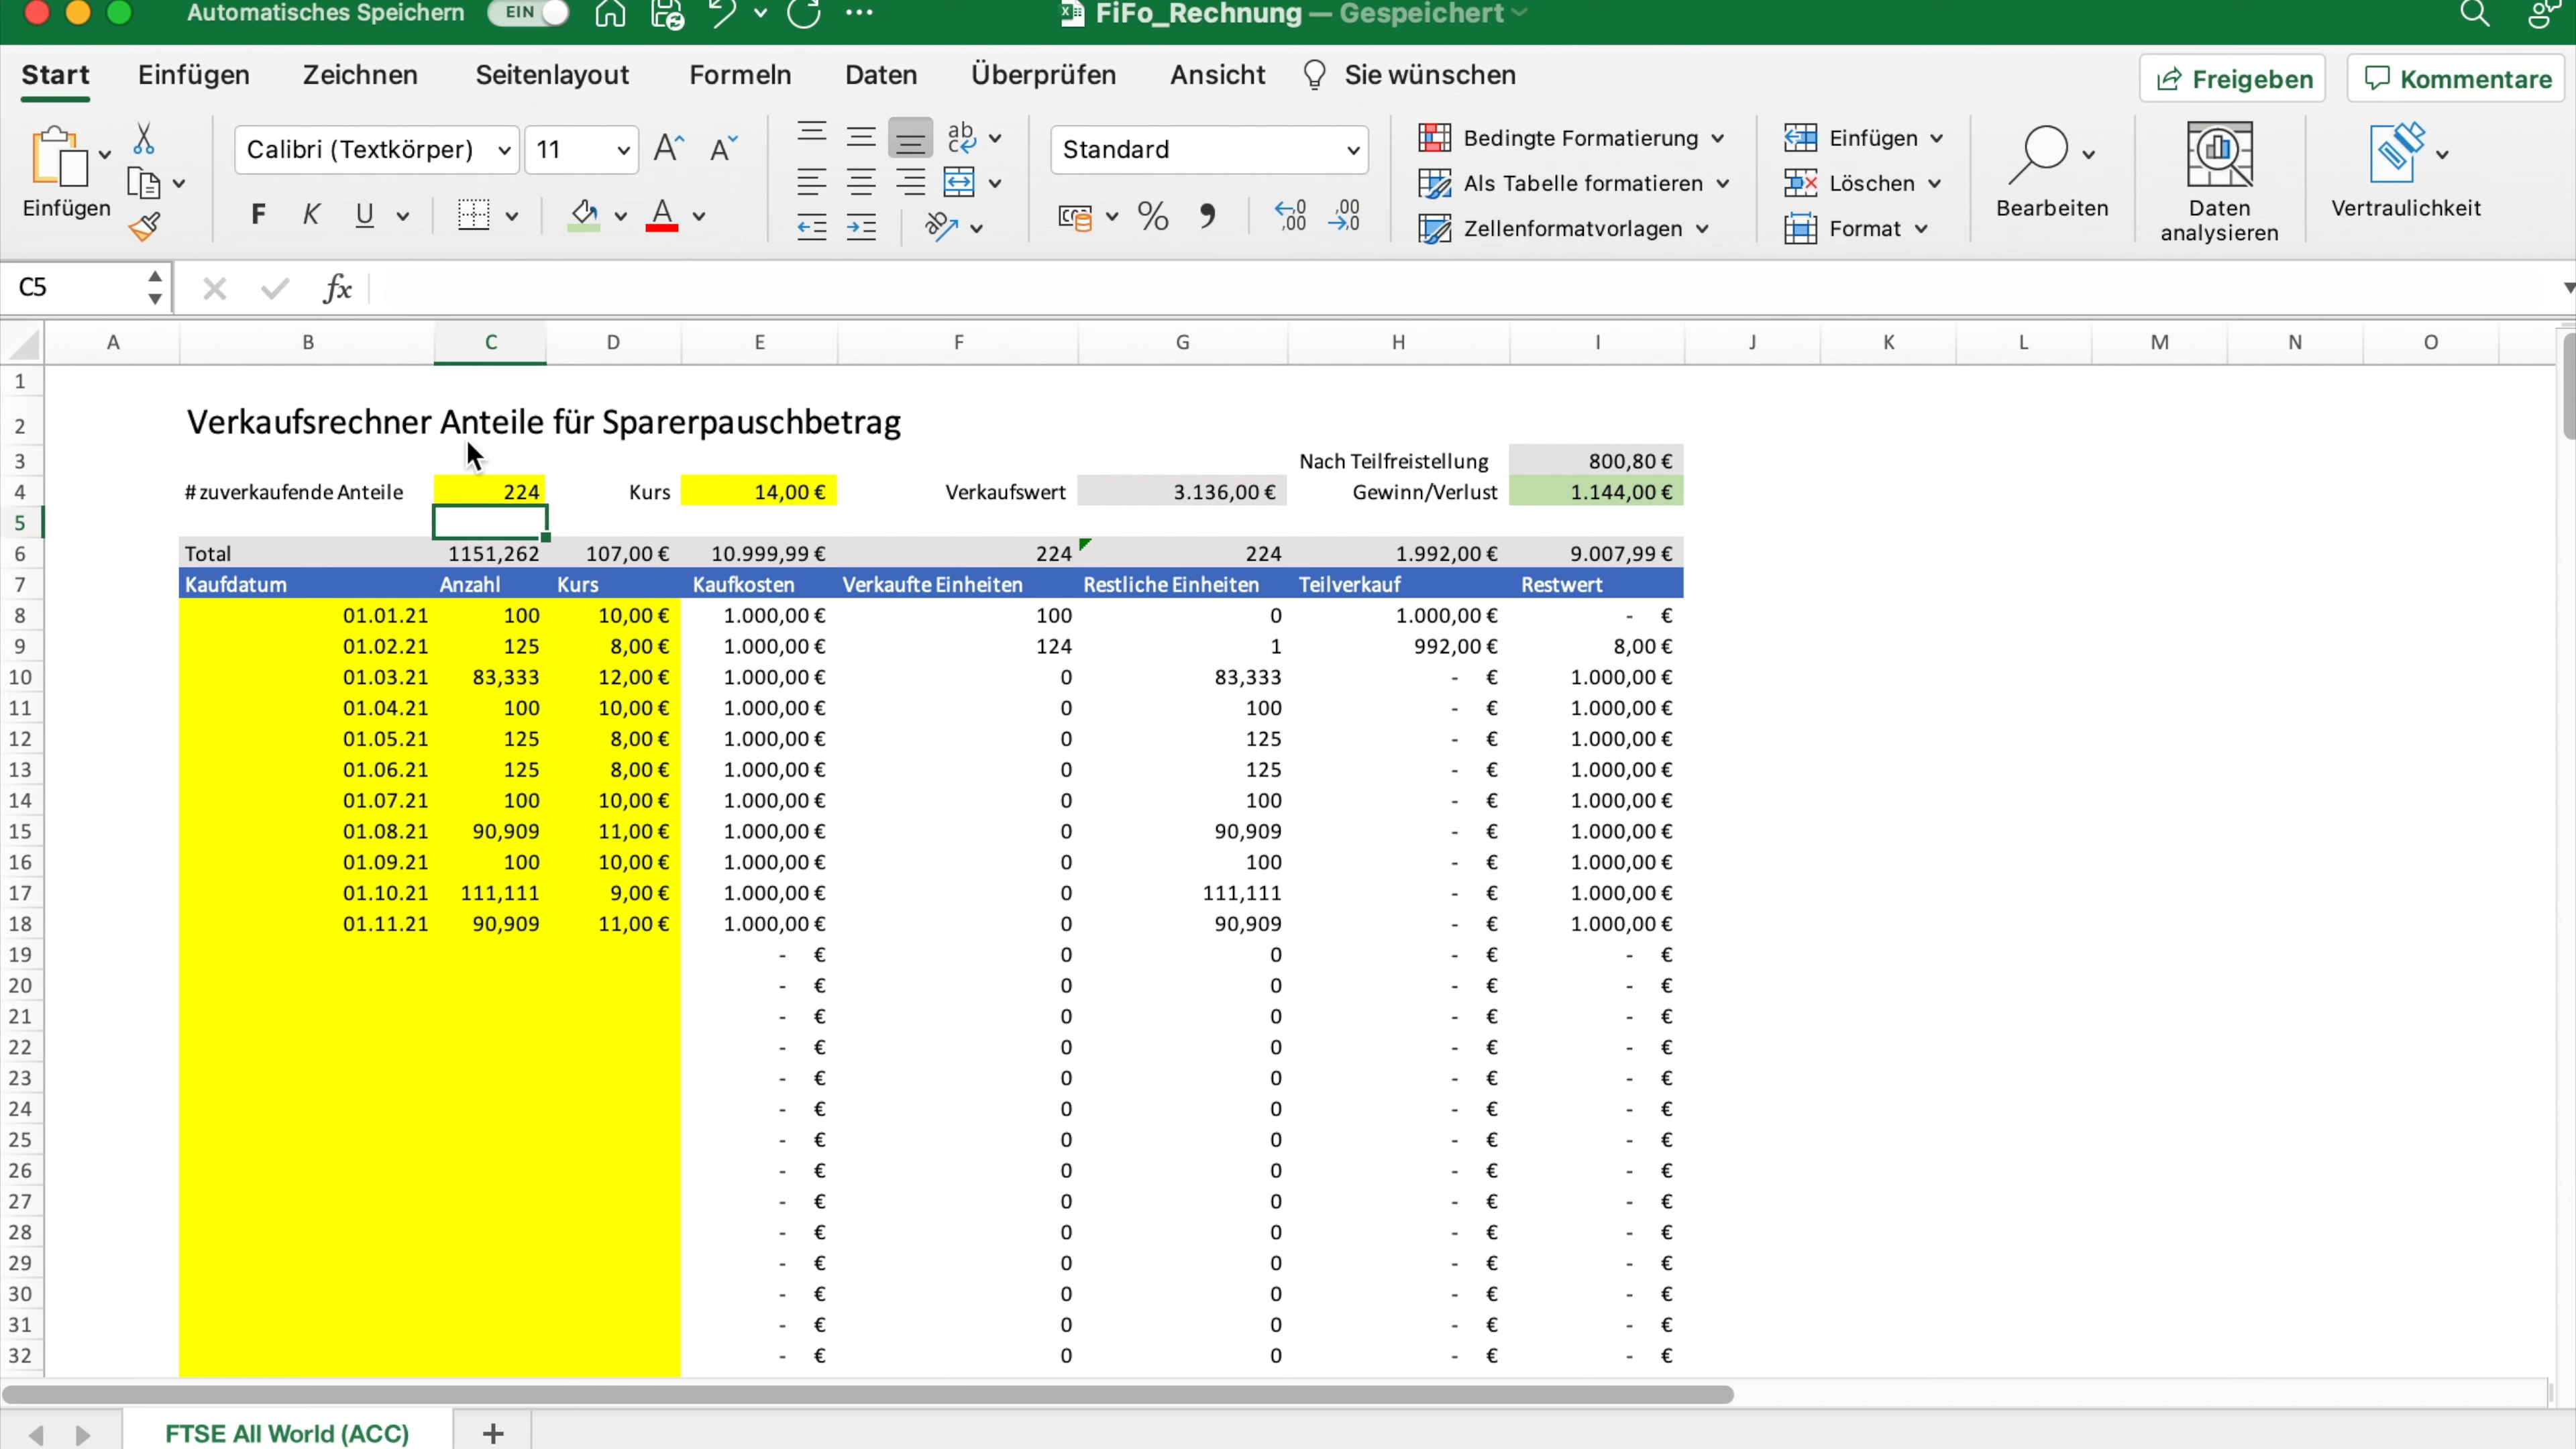 Automatisches Speichern EIN FiFo_Rechnung — Gespeichert
Start Einfügen Zeichnen Seitenlayout Formeln Daten Überprüfen Ansicht Sie wünschen Freigeben Kommentare
Einfügen
Calibri (Textkörper) 11
F K U
Standard
Bedingte Formatierung
Als Tabelle formatieren
Zellenformatvorlagen
Einfügen
Löschen
Format
Bearbeiten
Daten
analysieren
Vertraulichkeit
C5 fx
A B C D E F G H I J K L M N O
1
2 Verkaufsrechner Anteile für Sparerpauschbetrag
3 Nach Teilfreistellung 800,80 €
4 # zuverkaufende Anteile 224 Kurs 14,00 € Verkaufswert 3.136,00 € Gewinn/Verlust 1.144,00 €
5
6 Total 1151,262 107,00 € 10.999,99 € 224 224 1.992,00 € 9.007,99 €
7 Kaufdatum Anzahl Kurs Kaufkosten Verkaufte Einheiten Restliche Einheiten Teilverkauf Restwert
8 01.01.21 100 10,00 € 1.000,00 € 100 0 1.000,00 € - €
9 01.02.21 125 8,00 € 1.000,00 € 124 1 992,00 € 8,00 €
10 01.03.21 83,333 12,00 € 1.000,00 € 0 83,333 - € 1.000,00 €
11 01.04.21 100 10,00 € 1.000,00 € 0 100 - € 1.000,00 €
12 01.05.21 125 8,00 € 1.000,00 € 0 125 - € 1.000,00 €
13 01.06.21 125 8,00 € 1.000,00 € 0 125 - € 1.000,00 €
14 01.07.21 100 10,00 € 1.000,00 € 0 100 - € 1.000,00 €
15 01.08.21 90,909 11,00 € 1.000,00 € 0 90,909 - € 1.000,00 €
16 01.09.21 100 10,00 € 1.000,00 € 0 100 - € 1.000,00 €
17 01.10.21 111,111 9,00 € 1.000,00 € 0 111,111 - € 1.000,00 €
18 01.11.21 90,909 11,00 € 1.000,00 € 0 90,909 - € 1.000,00 €
19 - € 0 0 - € - €
20 - € 0 0 - € - €
21 - € 0 0 - € - €
22 - € 0 0 - € - €
23 - € 0 0 - € - €
24 - € 0 0 - € - €
25 - € 0 0 - € - €
26 - € 0 0 - € - €
27 - € 0 0 - € - €
28 - € 0 0 - € - €
29 - € 0 0 - € - €
30 - € 0 0 - € - €
31 - € 0 0 - € - €
32 - € 0 0 - € - €
FTSE All World (ACC) +